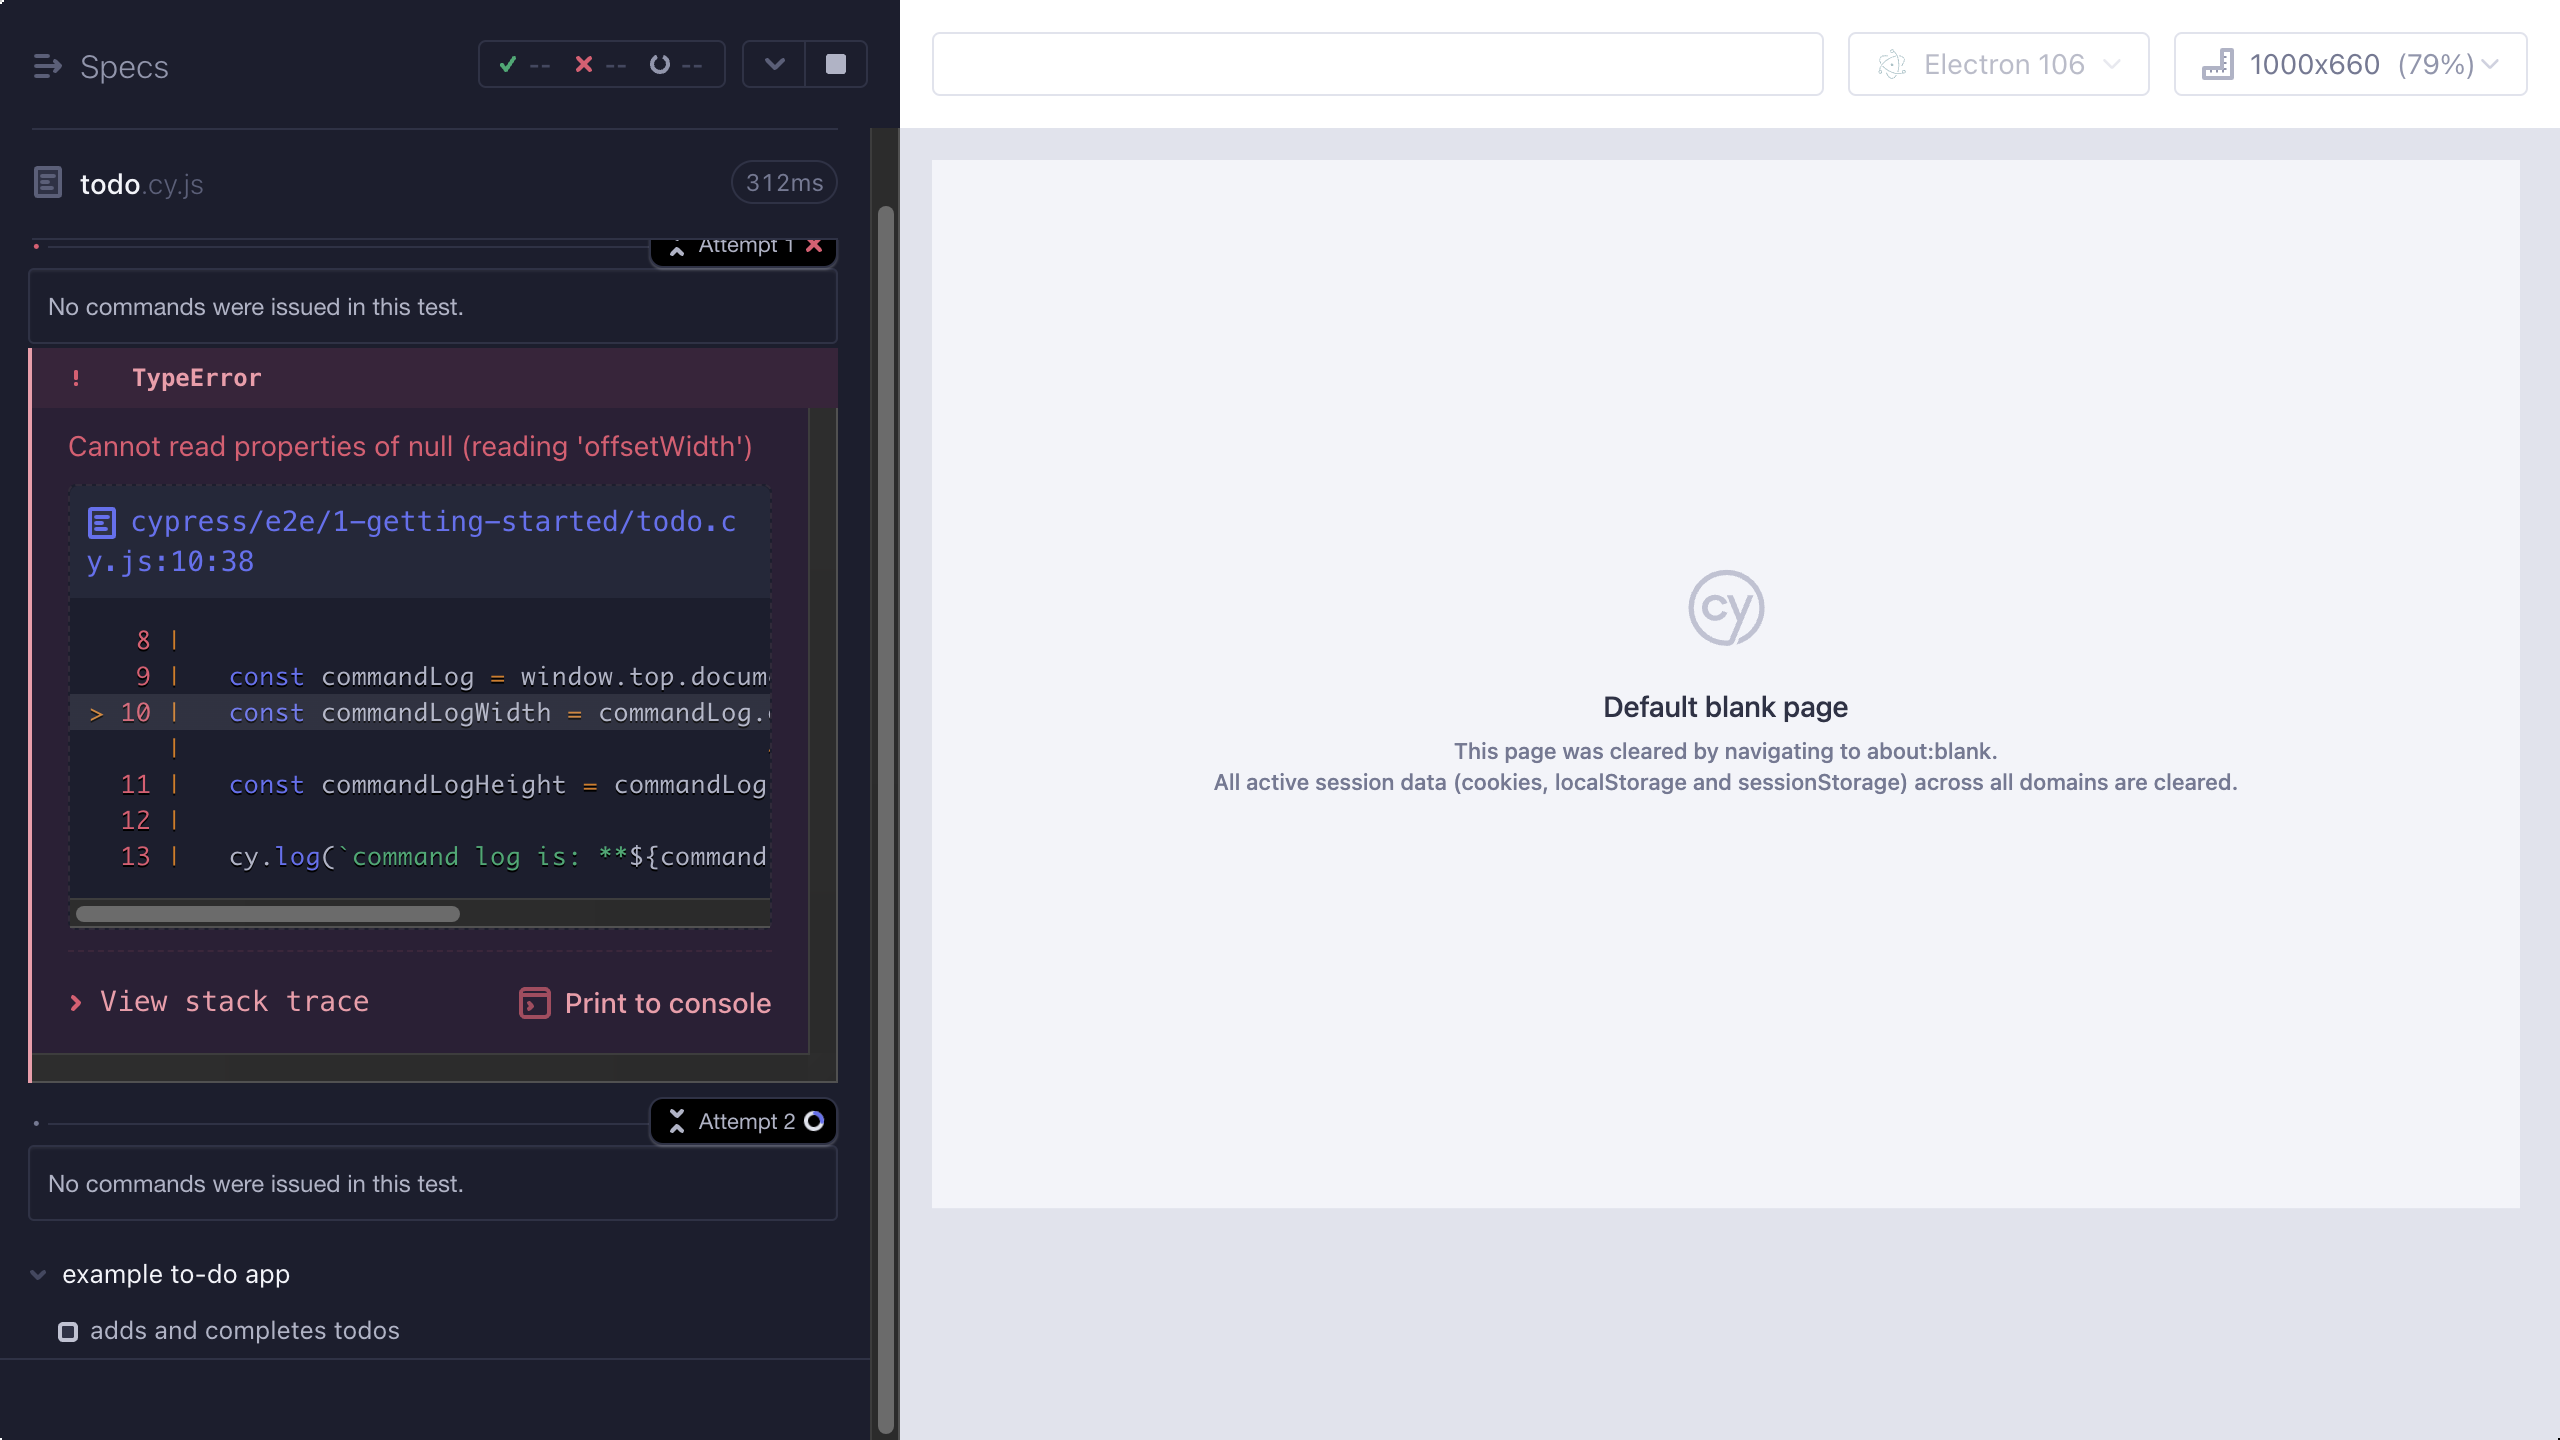 Specs
-- -- --
todo.cy.js
312ms
Attempt 1
No commands were issued in this test.
! TypeError
Cannot read properties of null (reading 'offsetWidth')
cypress/e2e/1-getting-started/todo.c
y.js:10:38
8 |
9 | const commandLog = window.top.docum
> 10 | const commandLogWidth = commandLog.
|
11 | const commandLogHeight = commandLog
12 |
13 | cy.log(`command log is: **${command
View stack trace
Print to console
Attempt 2
No commands were issued in this test.
example to-do app
adds and completes todos
Electron 106
1000x660 (79%)
cy
Default blank page
This page was cleared by navigating to about:blank.
All active session data (cookies, localStorage and sessionStorage) across all domains are cleared.